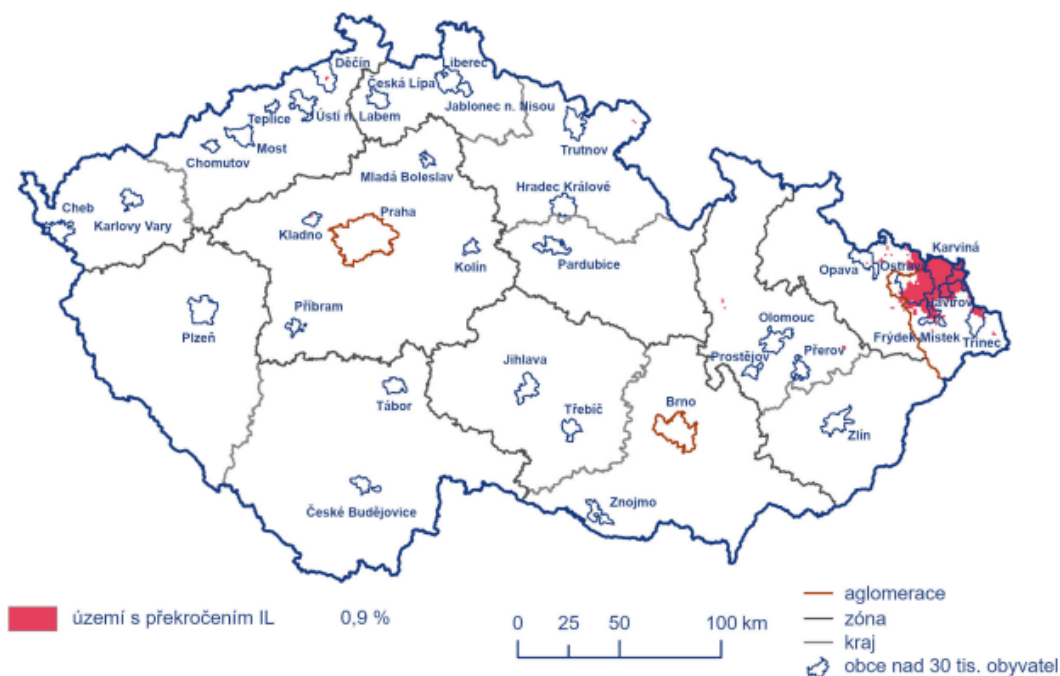 Děčín
Liberec
Česká Lípa
Jablonec n. Nisou
Teplice
Ústí n. Labem
Most
Chomutov
Trutnov
Mladá Boleslav
Hradec Králové
Cheb
Karlovy Vary
Praha
Kladno
Kolín
Pardubice
Karviná
Opava
Ostrava
Havířov
Příbram
Plzeň
Olomouc
Frýdek-Místek
Třinec
Prostějov
Přerov
Jihlava
Tábor
Třebíč
Brno
Zlín
České Budějovice
Znojmo
území s překročením IL 0,9 %
0 25 50 100 km
aglomerace
zóna
kraj
obce nad 30 tis. obyvatel